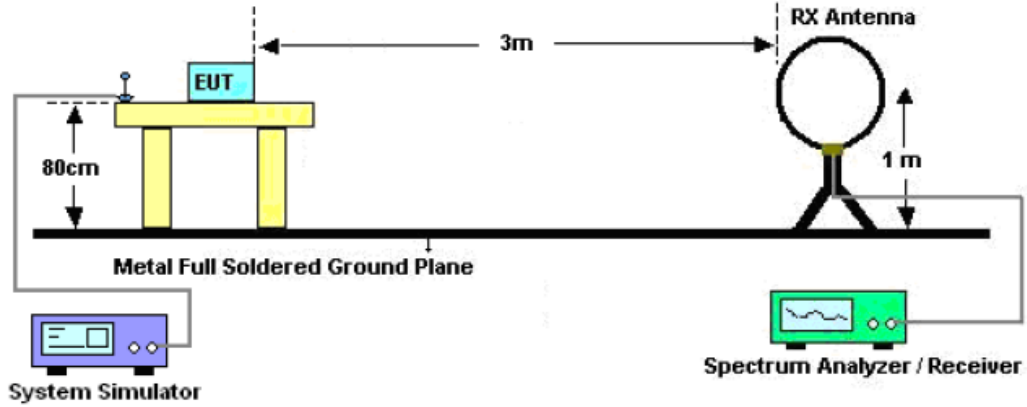 RX Antenna
3m
EUT
80cm
1 m
Metal Full Soldered Ground Plane
Spectrum Analyzer / Receiver
System Simulator